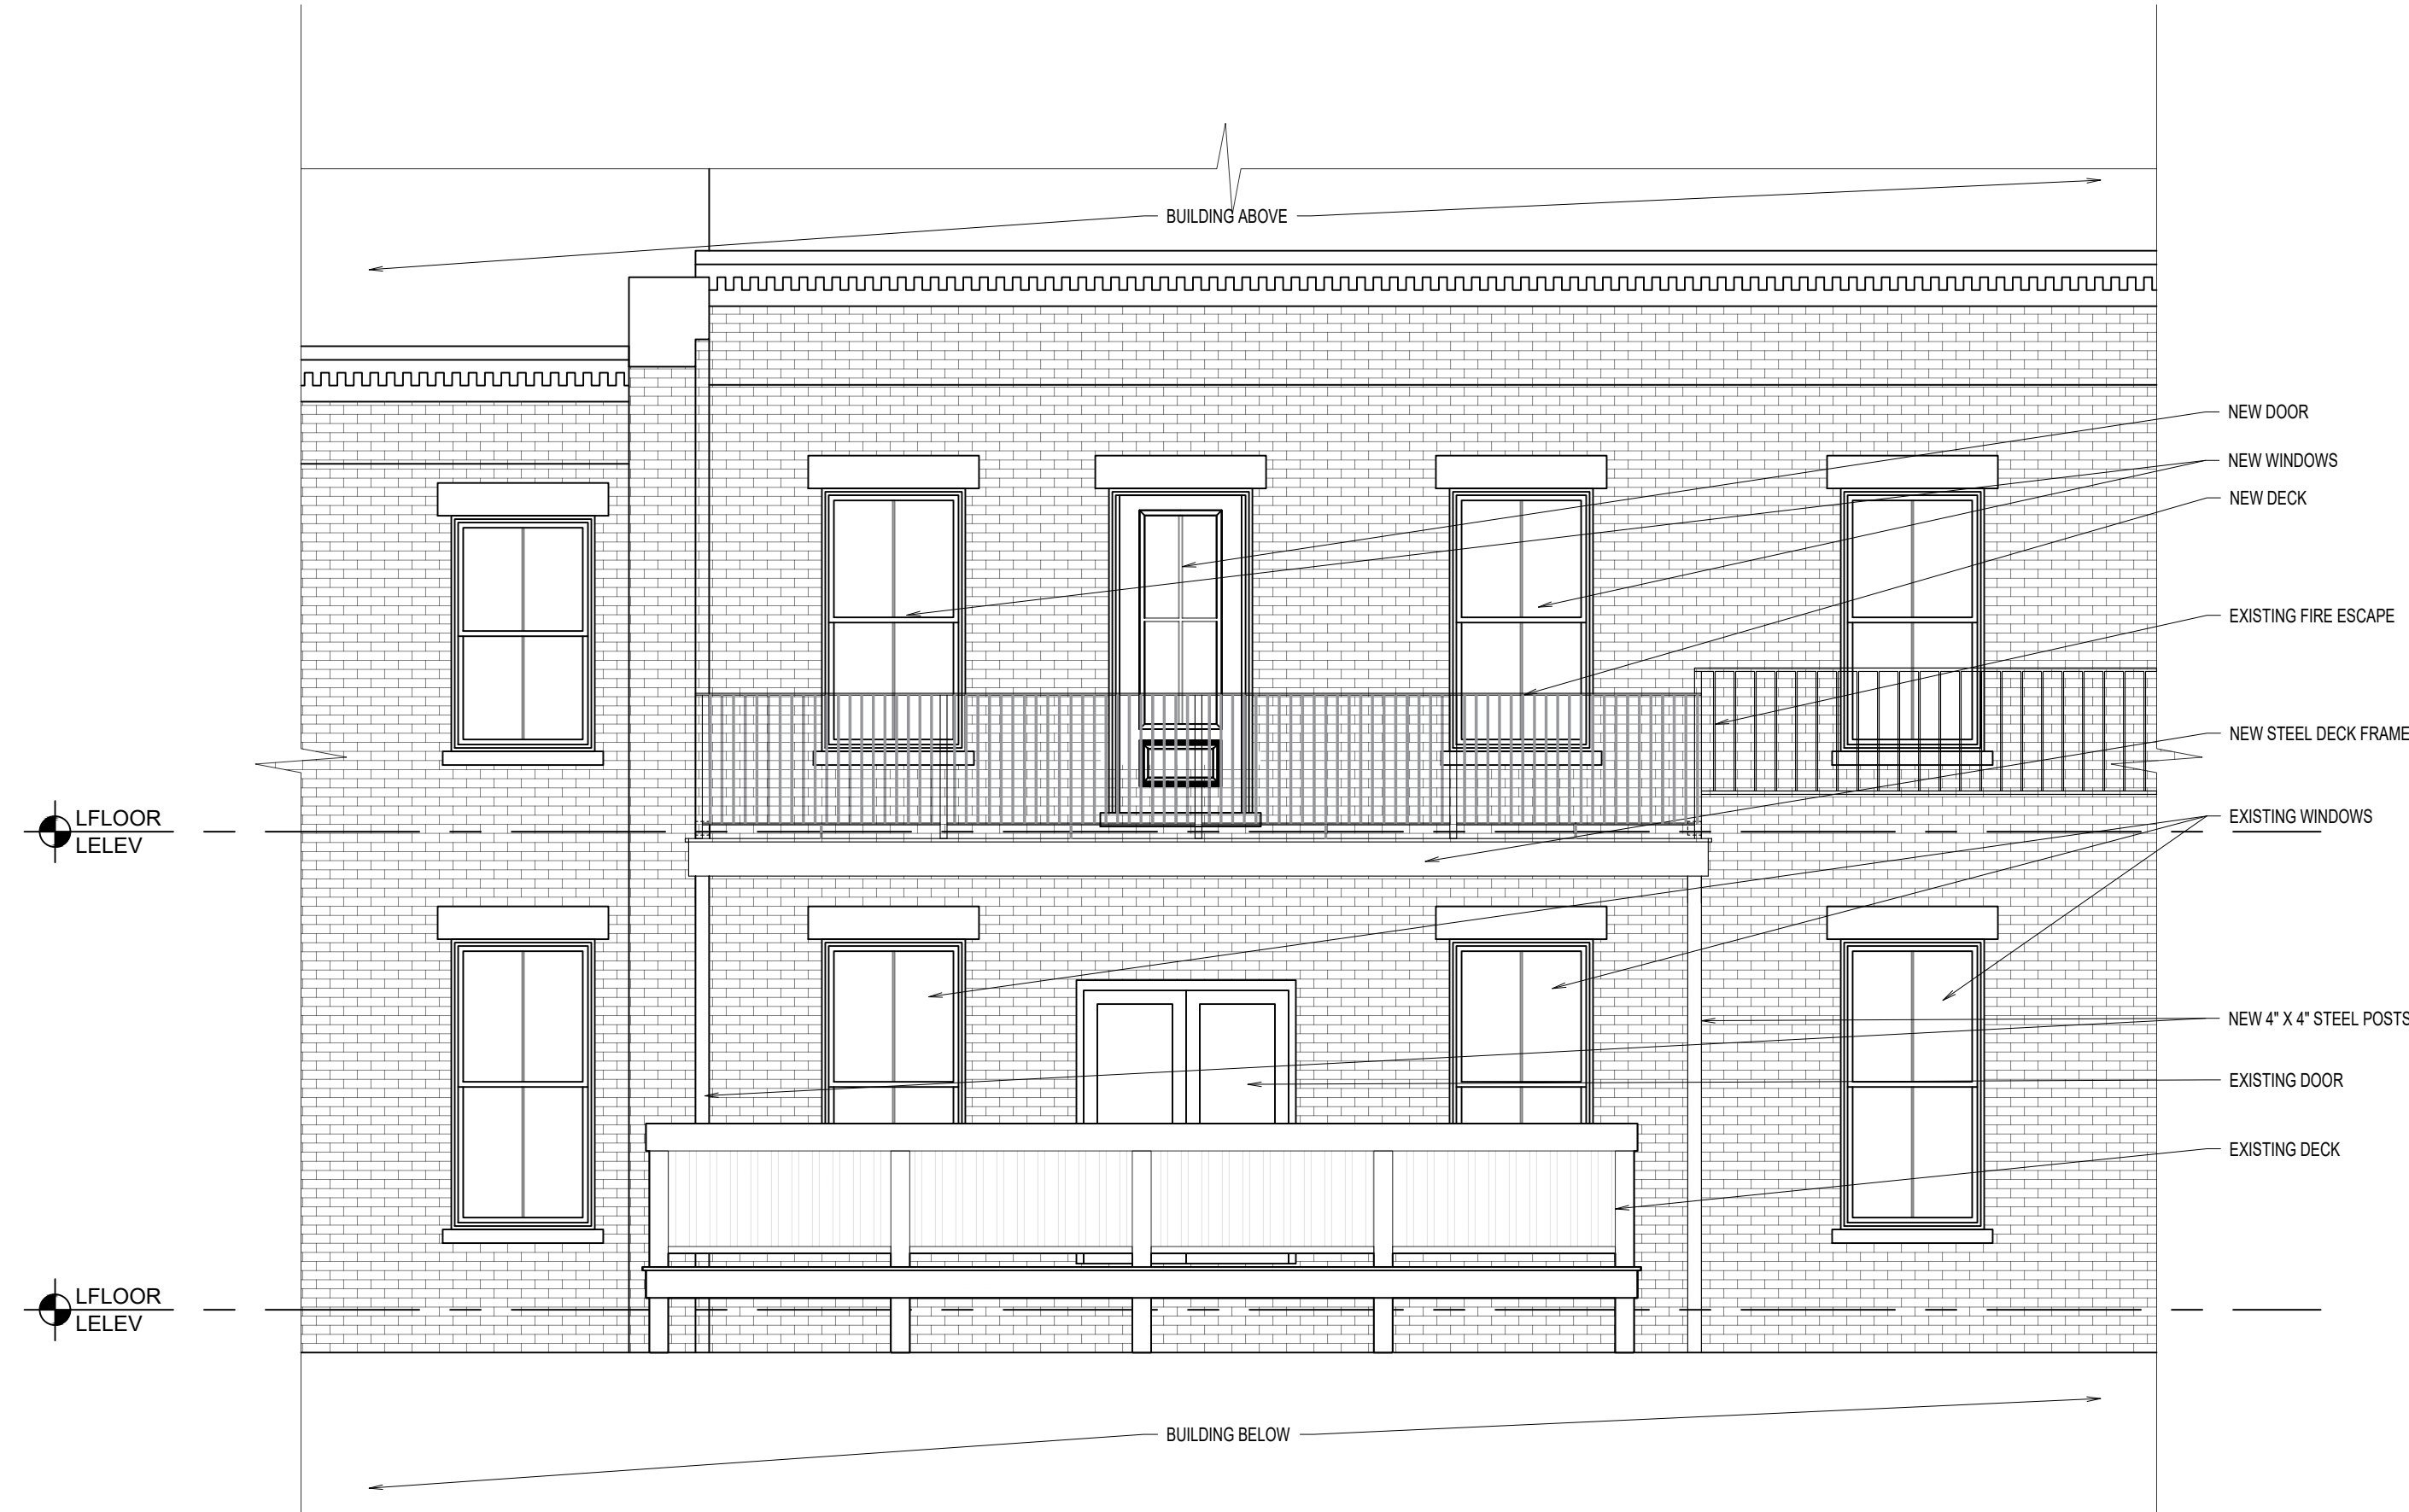 BUILDING ABOVE
NEW DOOR
NEW WINDOWS
NEW DECK
EXISTING FIRE ESCAPE
NEW STEEL DECK FRAME
LFLOOR
LELEV
EXISTING WINDOWS
NEW 4" X 4" STEEL POSTS
EXISTING DOOR
EXISTING DECK
LFLOOR
LELEV
BUILDING BELOW